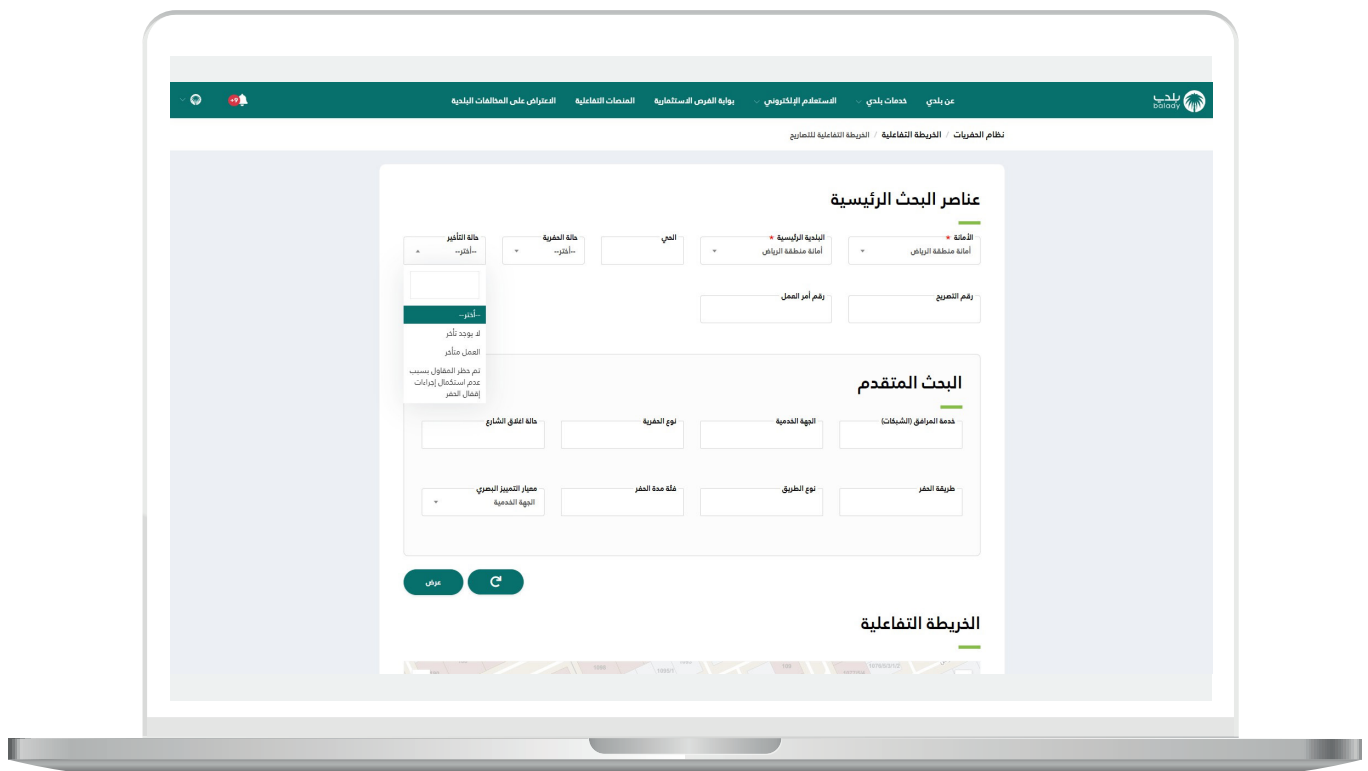 بلدي
balady
عن بلدي
خدمات بلدي
الاستعلام الإلكتروني
بوابة الفرص الاستثمارية
المنصات التفاعلية
الاعتراض على المخالفات البلدية
+9
نظام الحفريات / الخريطة التفاعلية / الخريطة التفاعلية للتصاريح
عناصر البحث الرئيسية
الأمانة *
أمانة منطقة الرياض
البلدية الرئيسية *
أمانة منطقة الرياض
الحي
حالة الحفرية
--أختر--
حالة التأخير
--أختر--
--أختر--
لا يوجد تأخر
العمل متأخر
تم حظر المقاول بسبب
عدم استكمال إجراءات
إقفال الحفر
رقم التصريح
رقم أمر العمل
البحث المتقدم
خدمة المرافق (الشبكات)
الجهة الخدمية
نوع الحفرية
حالة اغلاق الشارع
طريقة الحفر
نوع الطريق
فئة مدة الحفر
معيار التمييز البصري
الجهة الخدمية
عرض
الخريطة التفاعلية